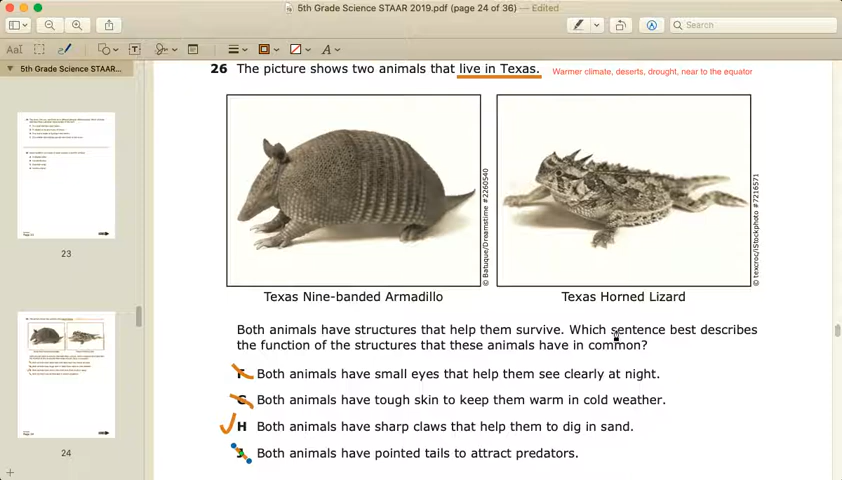 5th Grade Science STAAR 2019.pdf (page 24 of 36) — Edited
Search
5th Grade Science STAAR...
23
24
26 The picture shows two animals that live in Texas. Warmer climate, deserts, drought, near to the equator
© Batuque/Dreamstime #2260540
© texcroc/iStockphoto #7216571
Texas Nine-banded Armadillo
Texas Horned Lizard
Both animals have structures that help them survive. Which sentence best describes
the function of the structures that these animals have in common?
F Both animals have small eyes that help them see clearly at night.
G Both animals have tough skin to keep them warm in cold weather.
H Both animals have sharp claws that help them to dig in sand.
J Both animals have pointed tails to attract predators.